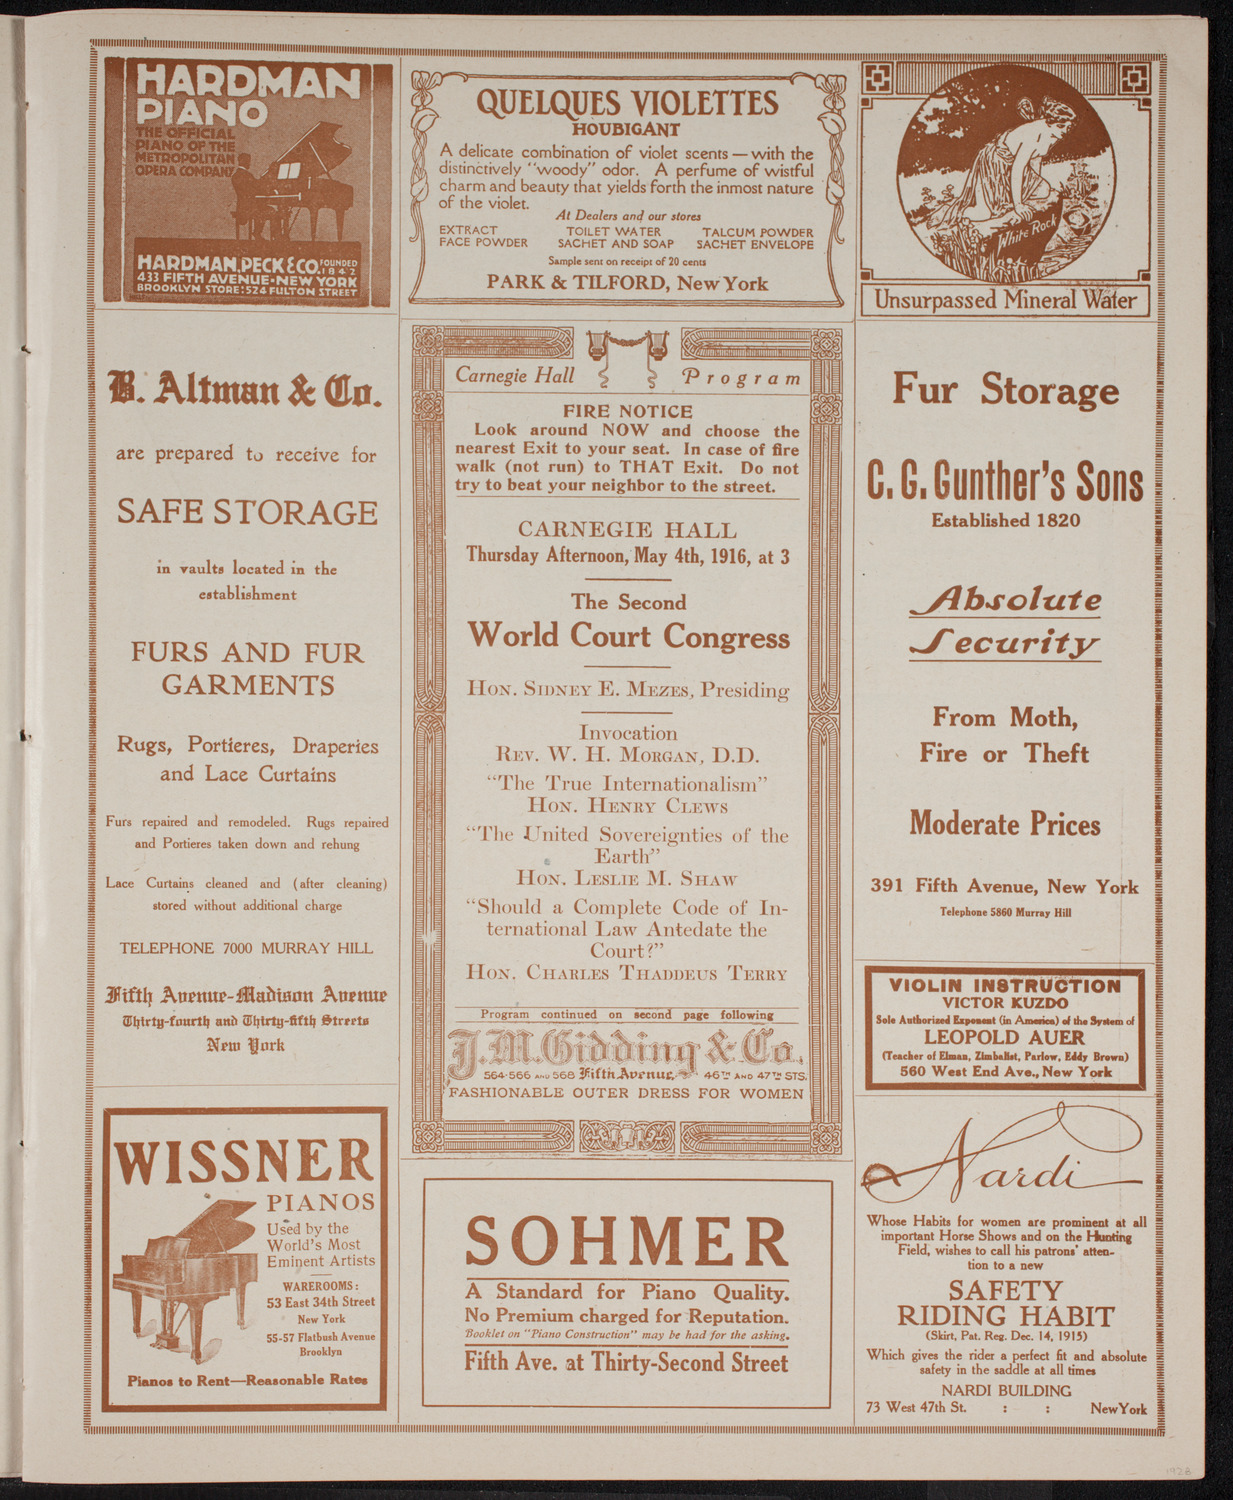 HARDMAN
PIANO
THE OFFICIAL
PIANO OF THE
METROPOLITAN
OPERA COMPANY
HARDMAN, PECK & CO. FOUNDED 1842
433 FIFTH AVENUE · NEW YORK
BROOKLYN STORE: 524 FULTON STREET
B. Altman & Co.
are prepared to receive for
SAFE STORAGE
in vaults located in the
establishment
FURS AND FUR
GARMENTS
Rugs, Portieres, Draperies
and Lace Curtains
Furs repaired and remodeled. Rugs repaired
and Portieres taken down and rehung
Lace Curtains cleaned and (after cleaning)
stored without additional charge
TELEPHONE 7000 MURRAY HILL
Fifth Avenue-Madison Avenue
Thirty-fourth and Thirty-fifth Streets
New York
WISSNER
PIANOS
Used by the
World's Most
Eminent Artists
WAREROOMS:
53 East 34th Street
New York
55-57 Flatbush Avenue
Brooklyn
Pianos to Rent—Reasonable Rates
QUELQUES VIOLETTES
HOUBIGANT
A delicate combination of violet scents — with the
distinctively "woody" odor. A perfume of wistful
charm and beauty that yields forth the inmost nature
of the violet.
At Dealers and our stores
EXTRACT TOILET WATER TALCUM POWDER
FACE POWDER SACHET AND SOAP SACHET ENVELOPE
Sample sent on receipt of 20 cents
PARK & TILFORD, New York
Carnegie Hall Program
FIRE NOTICE
Look around NOW and choose the
nearest Exit to your seat. In case of fire
walk (not run) to THAT Exit. Do not
try to beat your neighbor to the street.
CARNEGIE HALL
Thursday Afternoon, May 4th, 1916, at 3
The Second
World Court Congress
HON. SIDNEY E. MEZES, Presiding
Invocation
REV. W. H. MORGAN, D.D.
"The True Internationalism"
HON. HENRY CLEWS
"The United Sovereignties of the
Earth"
HON. LESLIE M. SHAW
"Should a Complete Code of In-
ternational Law Antedate the
Court?"
HON. CHARLES THADDEUS TERRY
Program continued on second page following
J. M. Gidding & Co.
564-566 AND 568 Fifth Avenue 46TH AND 47TH STS.
FASHIONABLE OUTER DRESS FOR WOMEN
SOHMER
A Standard for Piano Quality.
No Premium charged for Reputation.
Booklet on "Piano Construction" may be had for the asking.
Fifth Ave. at Thirty-Second Street
White Rock
Unsurpassed Mineral Water
Fur Storage
C. G. Gunther's Sons
Established 1820
Absolute
Security
From Moth,
Fire or Theft
Moderate Prices
391 Fifth Avenue, New York
Telephone 5860 Murray Hill
VIOLIN INSTRUCTION
VICTOR KUZDO
Sole Authorized Exponent (in America) of the System of
LEOPOLD AUER
(Teacher of Elman, Zimbalist, Parlow, Eddy Brown)
560 West End Ave., New York
Nardi
Whose Habits for women are prominent at all
important Horse Shows and on the Hunting
Field, wishes to call his patrons' atten-
tion to a new
SAFETY
RIDING HABIT
(Skirt, Pat. Reg. Dec. 14, 1915)
Which gives the rider a perfect fit and absolute
safety in the saddle at all times
NARDI BUILDING
73 West 47th St. : : New York